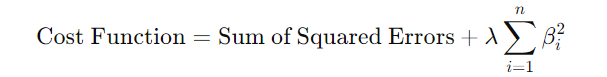 Cost Function = Sum of Squared Errors + λ ∑_{i=1}^{n} β_i^2